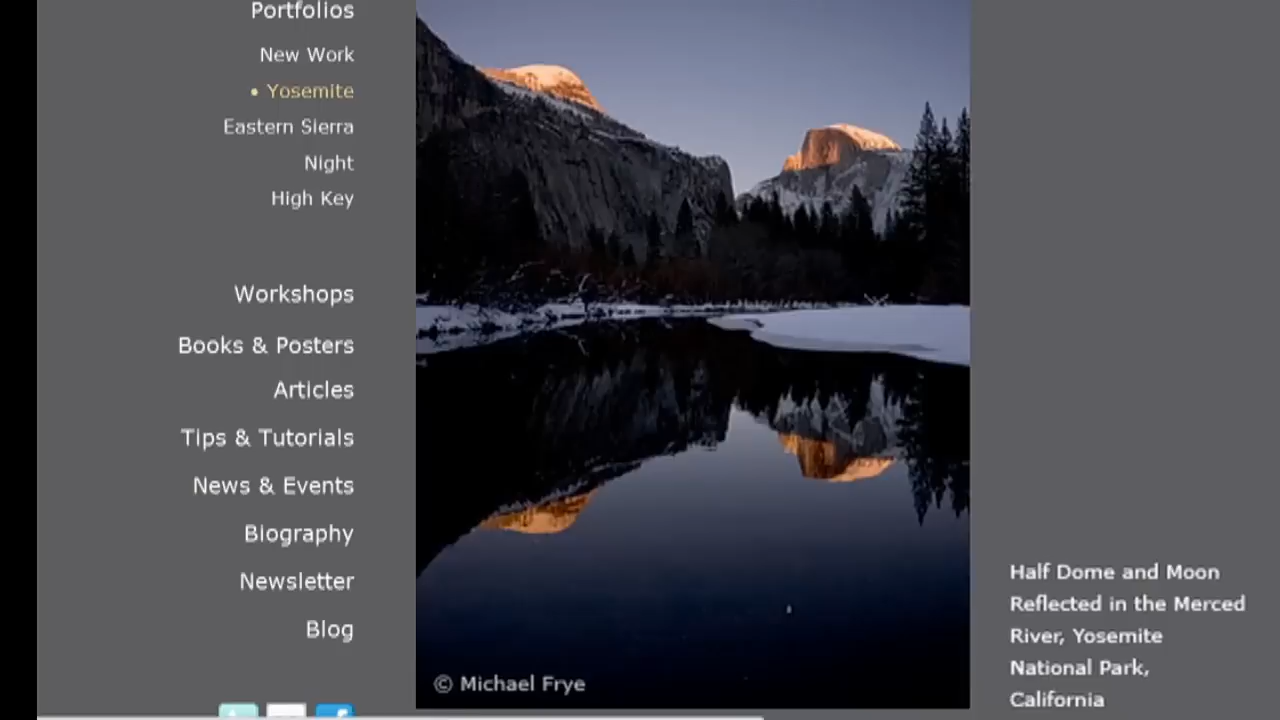 Portfolios
New Work
• Yosemite
Eastern Sierra
Night
High Key
Workshops
Books & Posters
Articles
Tips & Tutorials
News & Events
Biography
Newsletter
Blog
© Michael Frye
Half Dome and Moon
Reflected in the Merced
River, Yosemite
National Park,
California